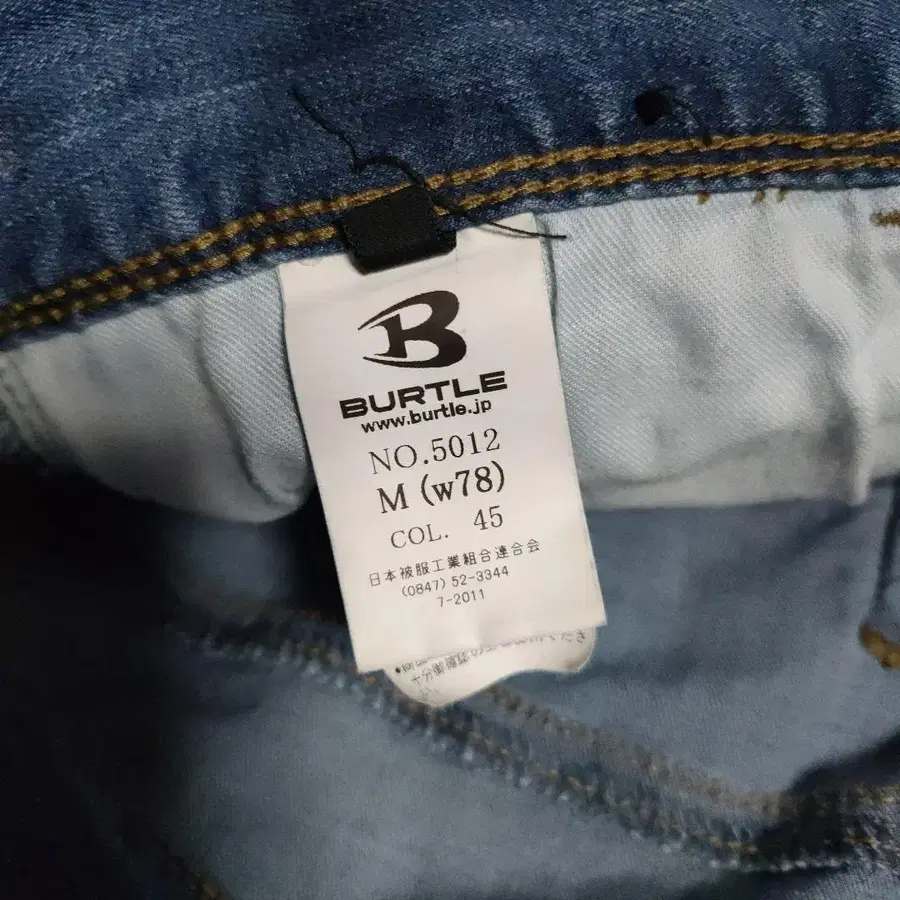 B
BURTLE
www.burtle.jp
NO.5012
M (w78)
COL. 45
日本被服工業組合連合会
(0847) 52-3344
7-2011